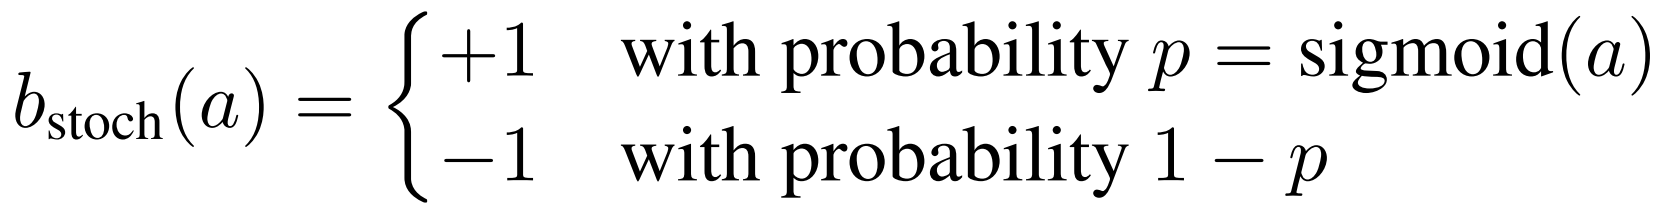 b_stoch(a) = { +1 with probability p = sigmoid(a)
−1 with probability 1 − p